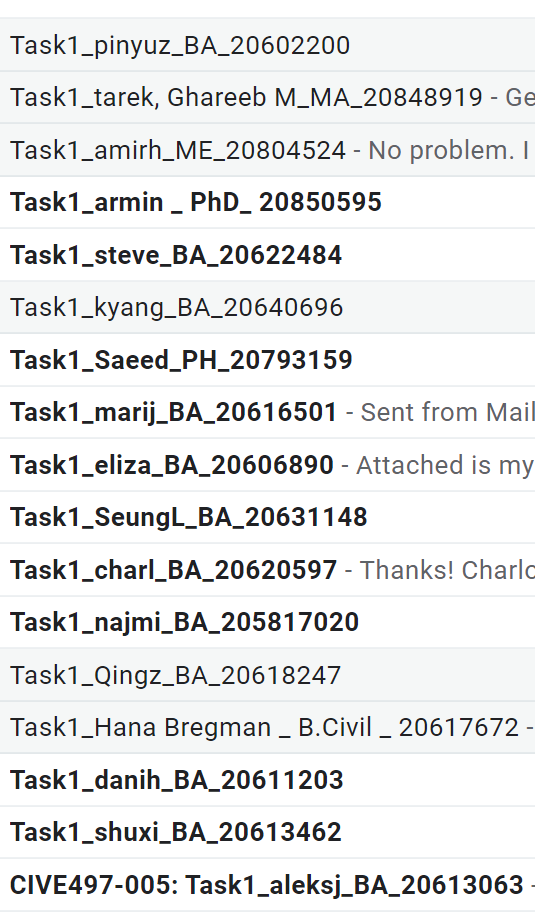 Task1_pinyuz_BA_20602200
Task1_tarek, Ghareeb M_MA_20848919 - Ge
Task1_amirh_ME_20804524 - No problem. I
Task1_armin _ PhD_ 20850595
Task1_steve_BA_20622484
Task1_kyang_BA_20640696
Task1_Saeed_PH_20793159
Task1_marij_BA_20616501 - Sent from Mail
Task1_eliza_BA_20606890 - Attached is my
Task1_SeungL_BA_20631148
Task1_charl_BA_20620597 - Thanks! Charlo
Task1_najmi_BA_205817020
Task1_Qingz_BA_20618247
Task1_Hana Bregman _ B.Civil _ 20617672 -
Task1_danih_BA_20611203
Task1_shuxi_BA_20613462
CIVE497-005: Task1_aleksj_BA_20613063 -